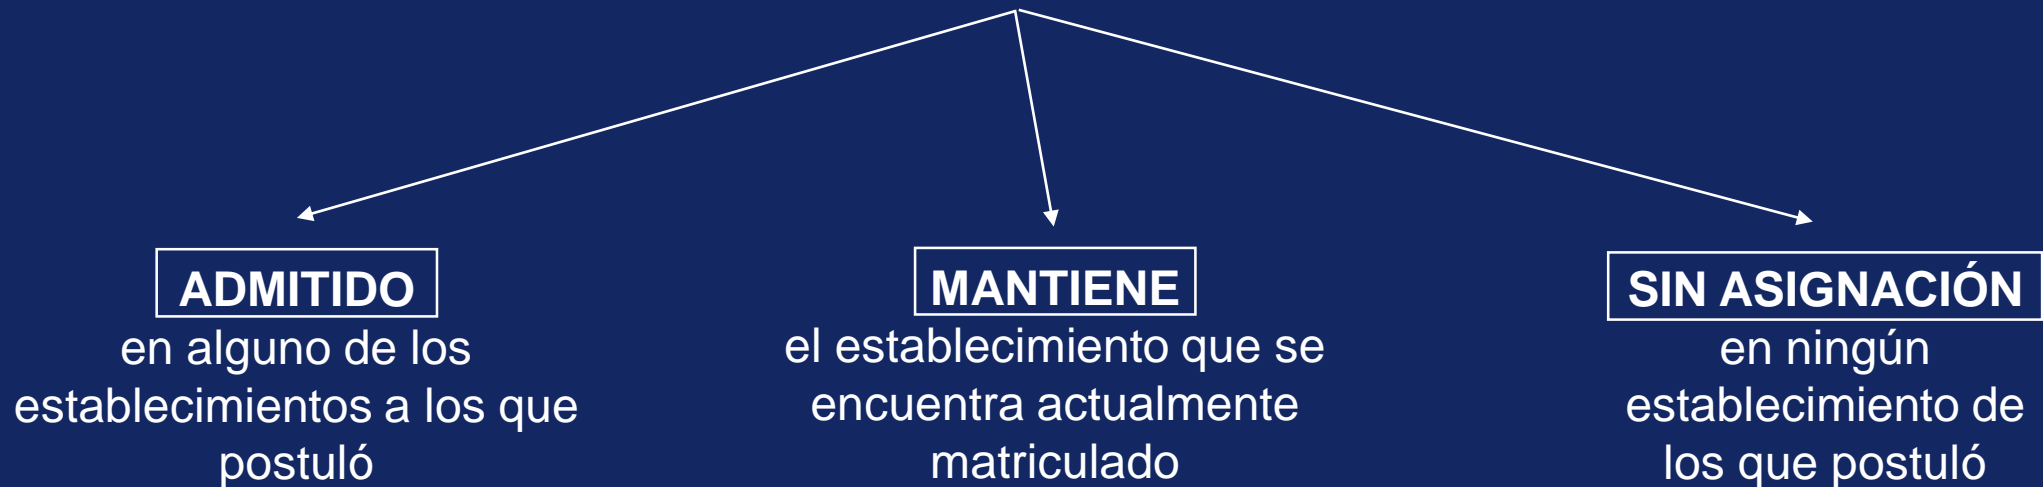 ADMITIDO
en alguno de los
establecimientos a los que
postuló
MANTIENE
el establecimiento que se
encuentra actualmente
matriculado
SIN ASIGNACIÓN
en ningún
establecimiento de
los que postuló